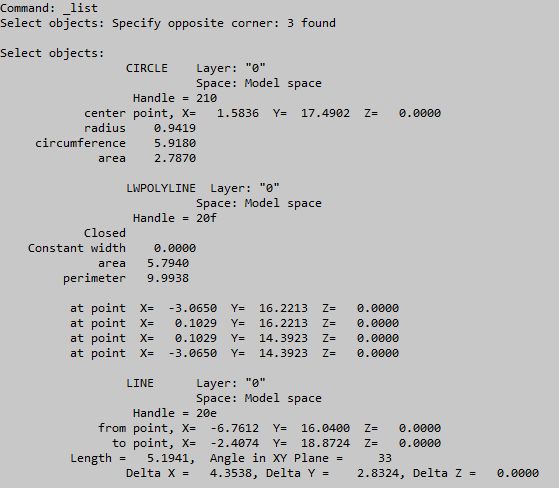 Command: _list
Select objects: Specify opposite corner: 3 found
Select objects:
CIRCLE Layer: "0"
Space: Model space
Handle = 210
center point, X= 1.5836 Y= 17.4902 Z= 0.0000
radius 0.9419
circumference 5.9180
area 2.7870
LWPOLYLINE Layer: "0"
Space: Model space
Handle = 20f
Closed
Constant width 0.0000
area 5.7940
perimeter 9.9938
at point X= -3.0650 Y= 16.2213 Z= 0.0000
at point X= 0.1029 Y= 16.2213 Z= 0.0000
at point X= 0.1029 Y= 14.3923 Z= 0.0000
at point X= -3.0650 Y= 14.3923 Z= 0.0000
LINE Layer: "0"
Space: Model space
Handle = 20e
from point, X= -6.7612 Y= 16.0400 Z= 0.0000
to point, X= -2.4074 Y= 18.8724 Z= 0.0000
Length = 5.1941, Angle in XY Plane = 33
Delta X = 4.3538, Delta Y = 2.8324, Delta Z = 0.0000